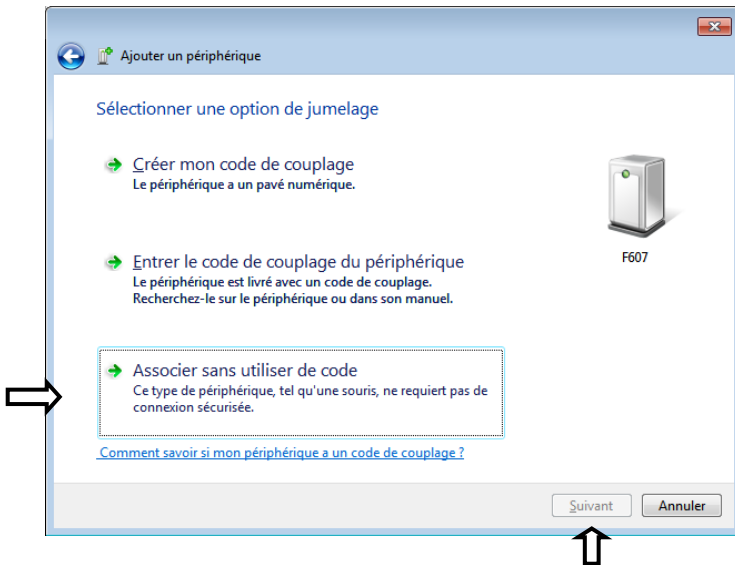 Ajouter un périphérique
Sélectionner une option de jumelage
Créer mon code de couplage
Le périphérique a un pavé numérique.
F607
Entrer le code de couplage du périphérique
Le périphérique est livré avec un code de couplage.
Recherchez-le sur le périphérique ou dans son manuel.
Associer sans utiliser de code
Ce type de périphérique, tel qu'une souris, ne requiert pas de
connexion sécurisée.
Comment savoir si mon périphérique a un code de couplage ?
Suivant
Annuler